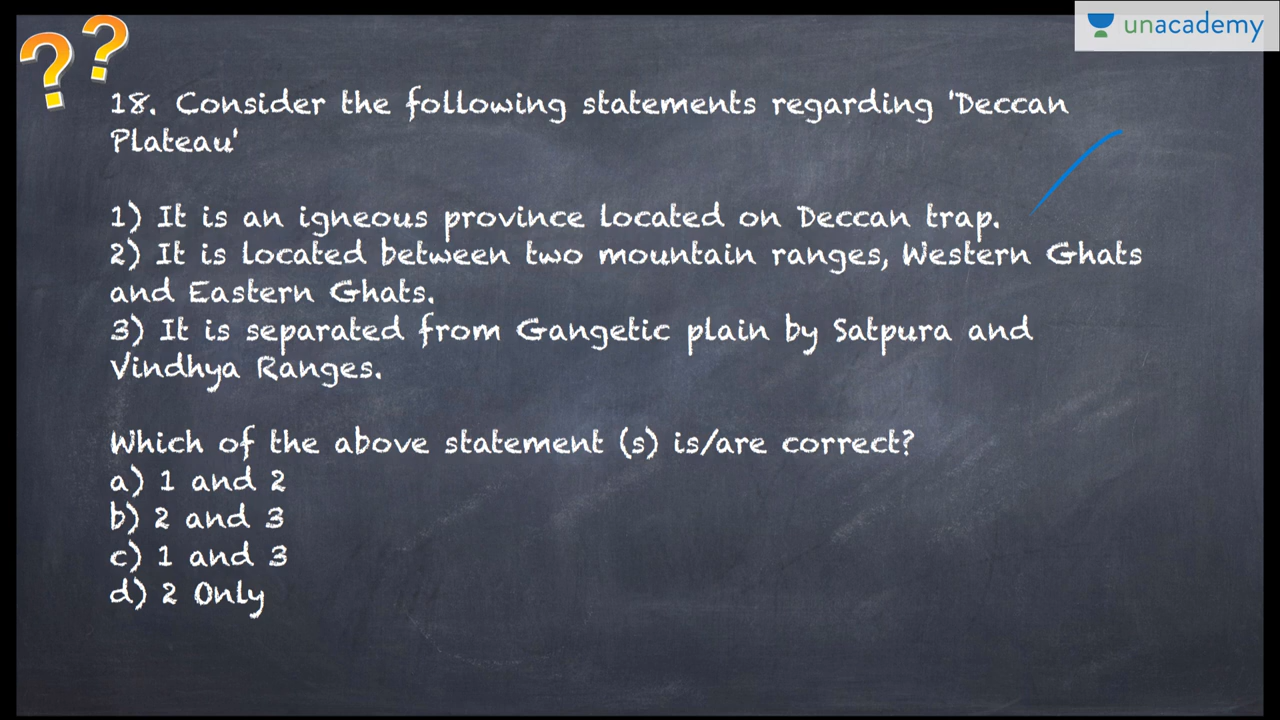 unacademy
18. Consider the following statements regarding 'Deccan
Plateau'
1) It is an igneous province located on Deccan trap.
2) It is located between two mountain ranges, Western Ghats
and Eastern Ghats.
3) It is separated from Gangetic plain by Satpura and
Vindhya Ranges.
Which of the above statement (s) is/are correct?
a) 1 and 2
b) 2 and 3
c) 1 and 3
d) 2 Only